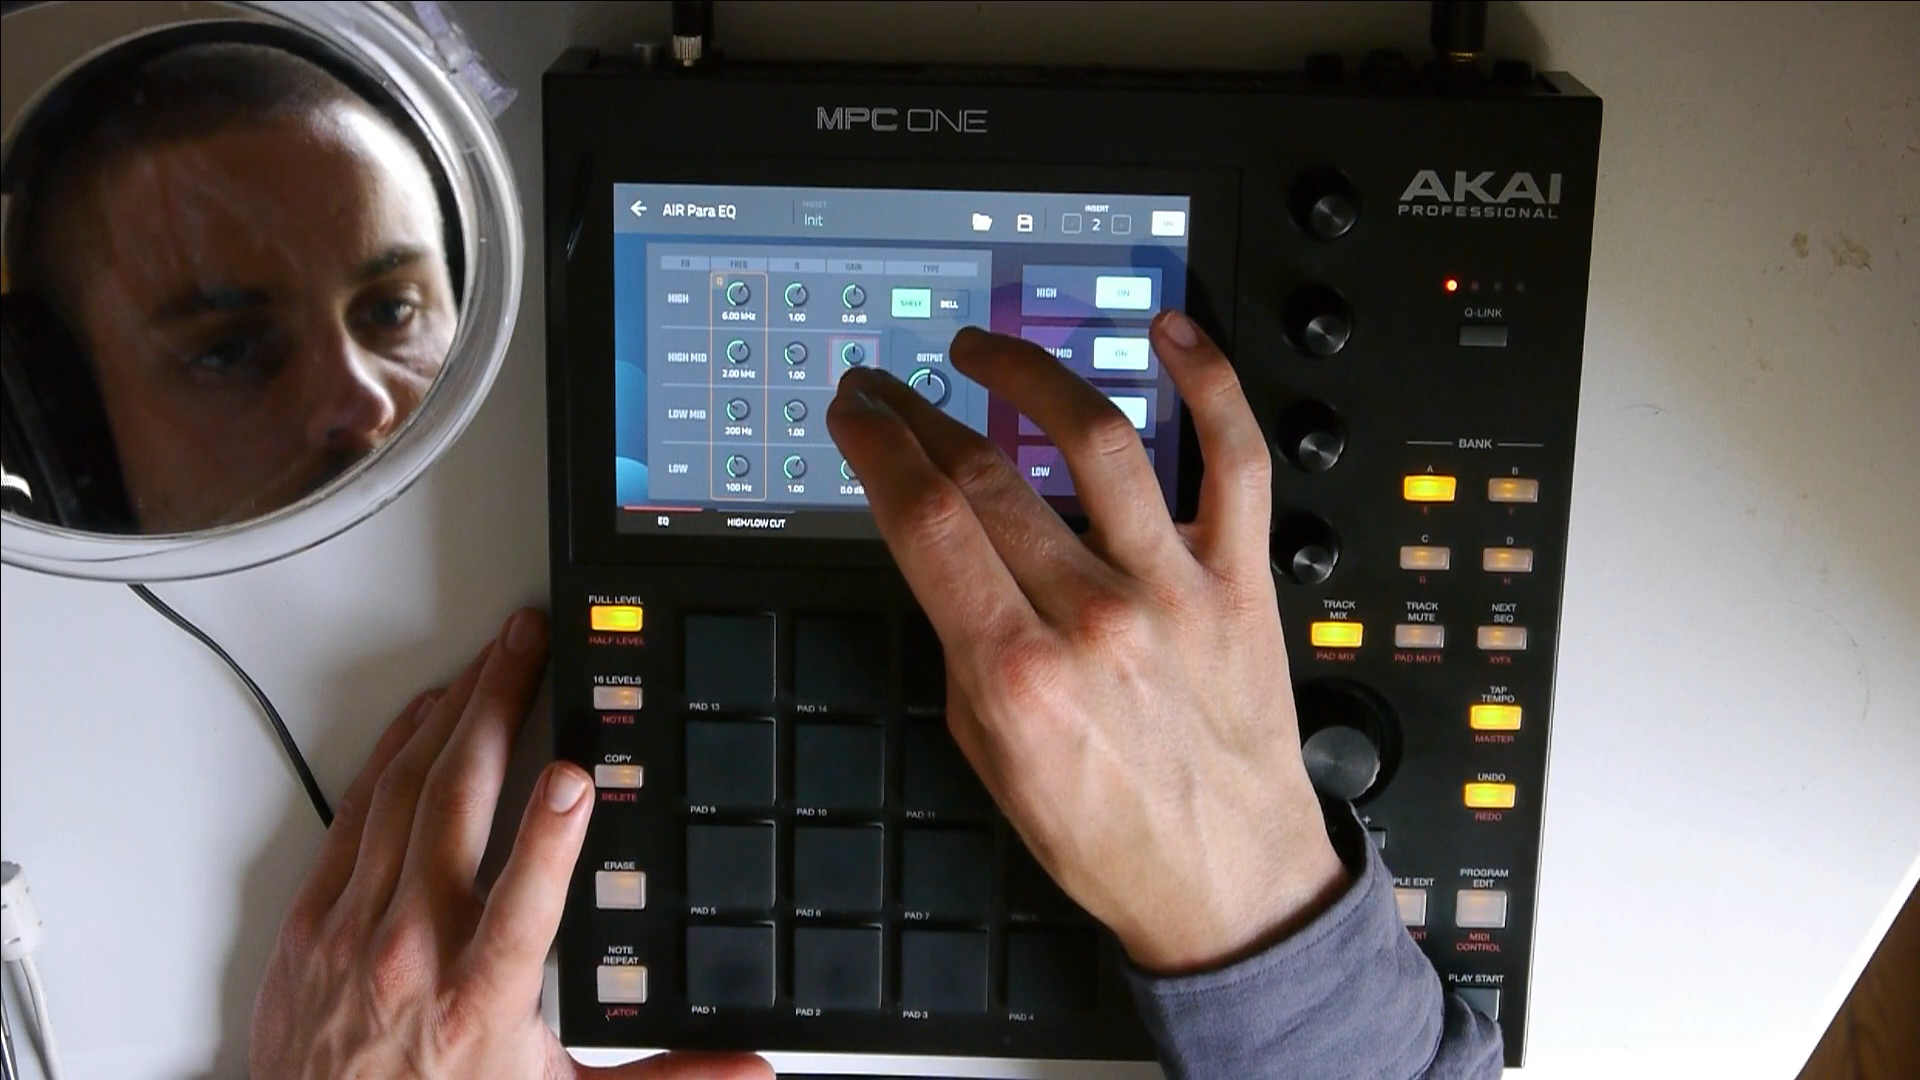 MPC ONE
AKAI
PROFESSIONAL
AIR Para EQ
PRESET
Init
INSERT
2
EQ FREQ Q GAIN TYPE
HIGH
6.00 kHz 1.00 0.0 dB
SHELF BELL
HIGH MID
2.00 kHz 1.00
OUTPUT
LOW MID
200 Hz 1.00
LOW
100 Hz 1.00 0.0 dB
HIGH ON
MID ON
LOW
EQ HIGH/LOW CUT
Q-LINK
BANK
A B
E F
C D
G H
TRACK MIX
PAD MIX
TRACK MUTE
PAD MUTE
NEXT SEQ
XYFX
TAP TEMPO
MASTER
UNDO
REDO
+
PLE EDIT
EDIT
PROGRAM EDIT
MIDI CONTROL
PLAY START
FULL LEVEL
HALF LEVEL
16 LEVELS
NOTES
COPY
DELETE
ERASE
NOTE REPEAT
LATCH
PAD 13 PAD 14
PAD 9 PAD 10 PAD 11
PAD 5 PAD 6 PAD 7
PAD 1 PAD 2 PAD 3 PAD 4